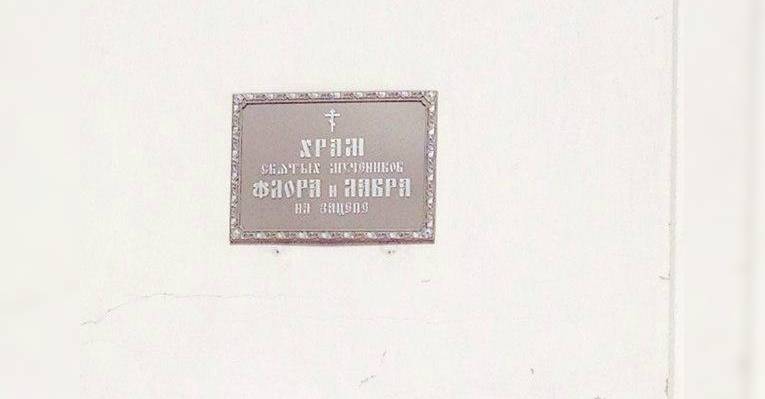 ХРАМ
СВЯТЫХ МУЧЕНИКОВ
ФЛОРА и ЛАВРА
НА ЗАЦЕПЕ